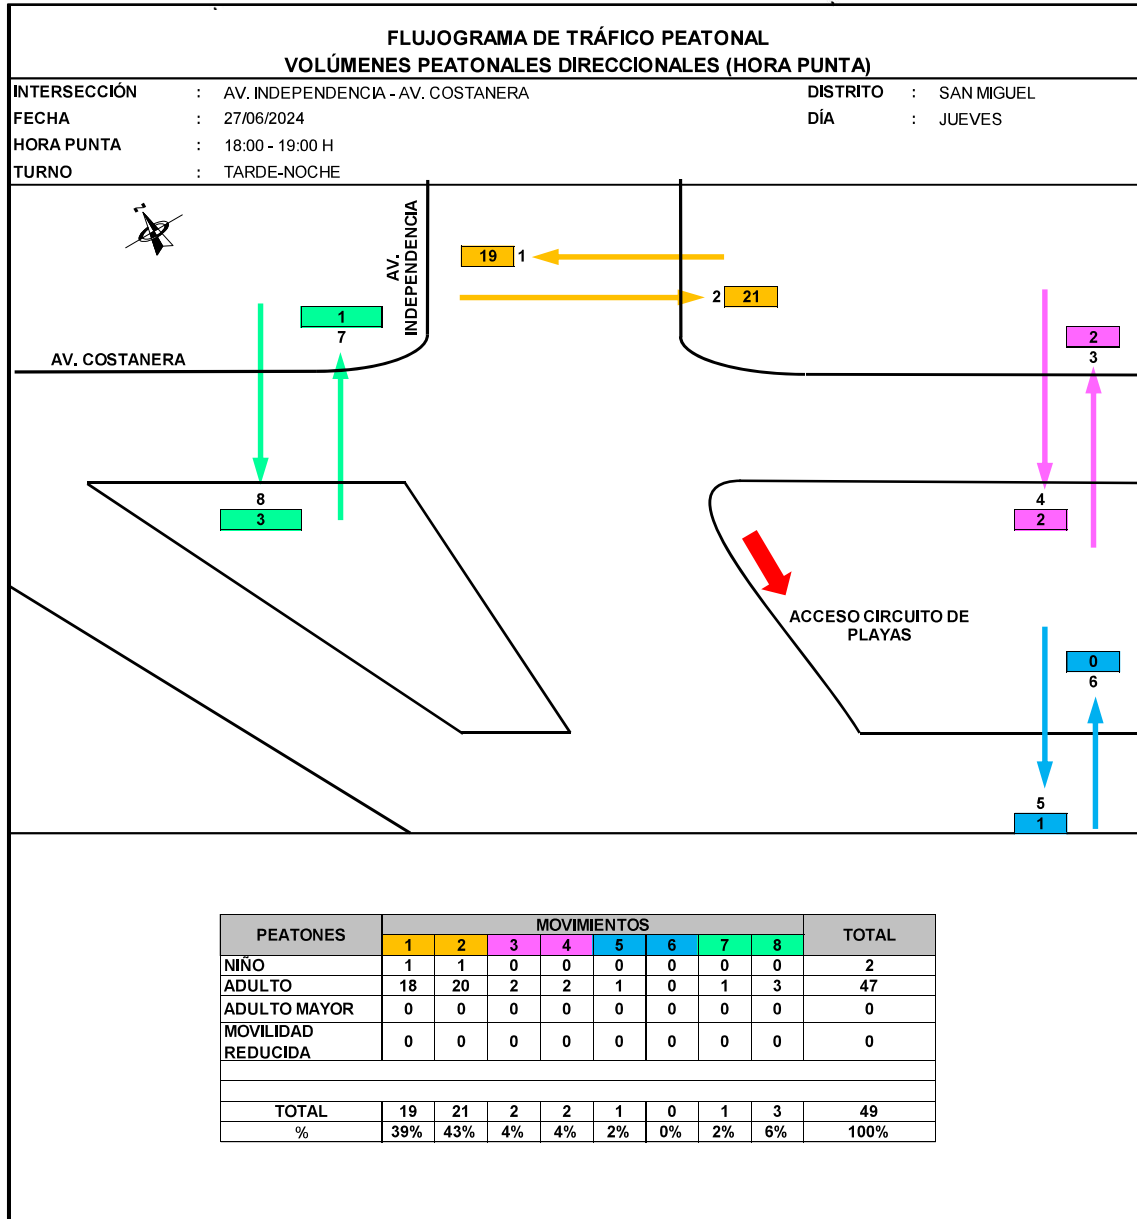 FLUJOGRAMA DE TRÁFICO PEATONAL
VOLÚMENES PEATONALES DIRECCIONALES (HORA PUNTA)
INTERSECCIÓN : AV. INDEPENDENCIA - AV. COSTANERA DISTRITO : SAN MIGUEL
FECHA : 27/06/2024 DÍA : JUEVES
HORA PUNTA : 18:00 - 19:00 H
TURNO : TARDE-NOCHE
AV.
INDEPENDENCIA
19 1
2 21
1
7
AV. COSTANERA
2
3
8
3
4
2
ACCESO CIRCUITO DE
PLAYAS
0
6
5
1
PEATONES MOVIMIENTOS TOTAL
1 2 3 4 5 6 7 8
NIÑO 1 1 0 0 0 0 0 0 2
ADULTO 18 20 2 2 1 0 1 3 47
ADULTO MAYOR 0 0 0 0 0 0 0 0 0
MOVILIDAD
REDUCIDA 0 0 0 0 0 0 0 0 0
TOTAL 19 21 2 2 1 0 1 3 49
% 39% 43% 4% 4% 2% 0% 2% 6% 100%